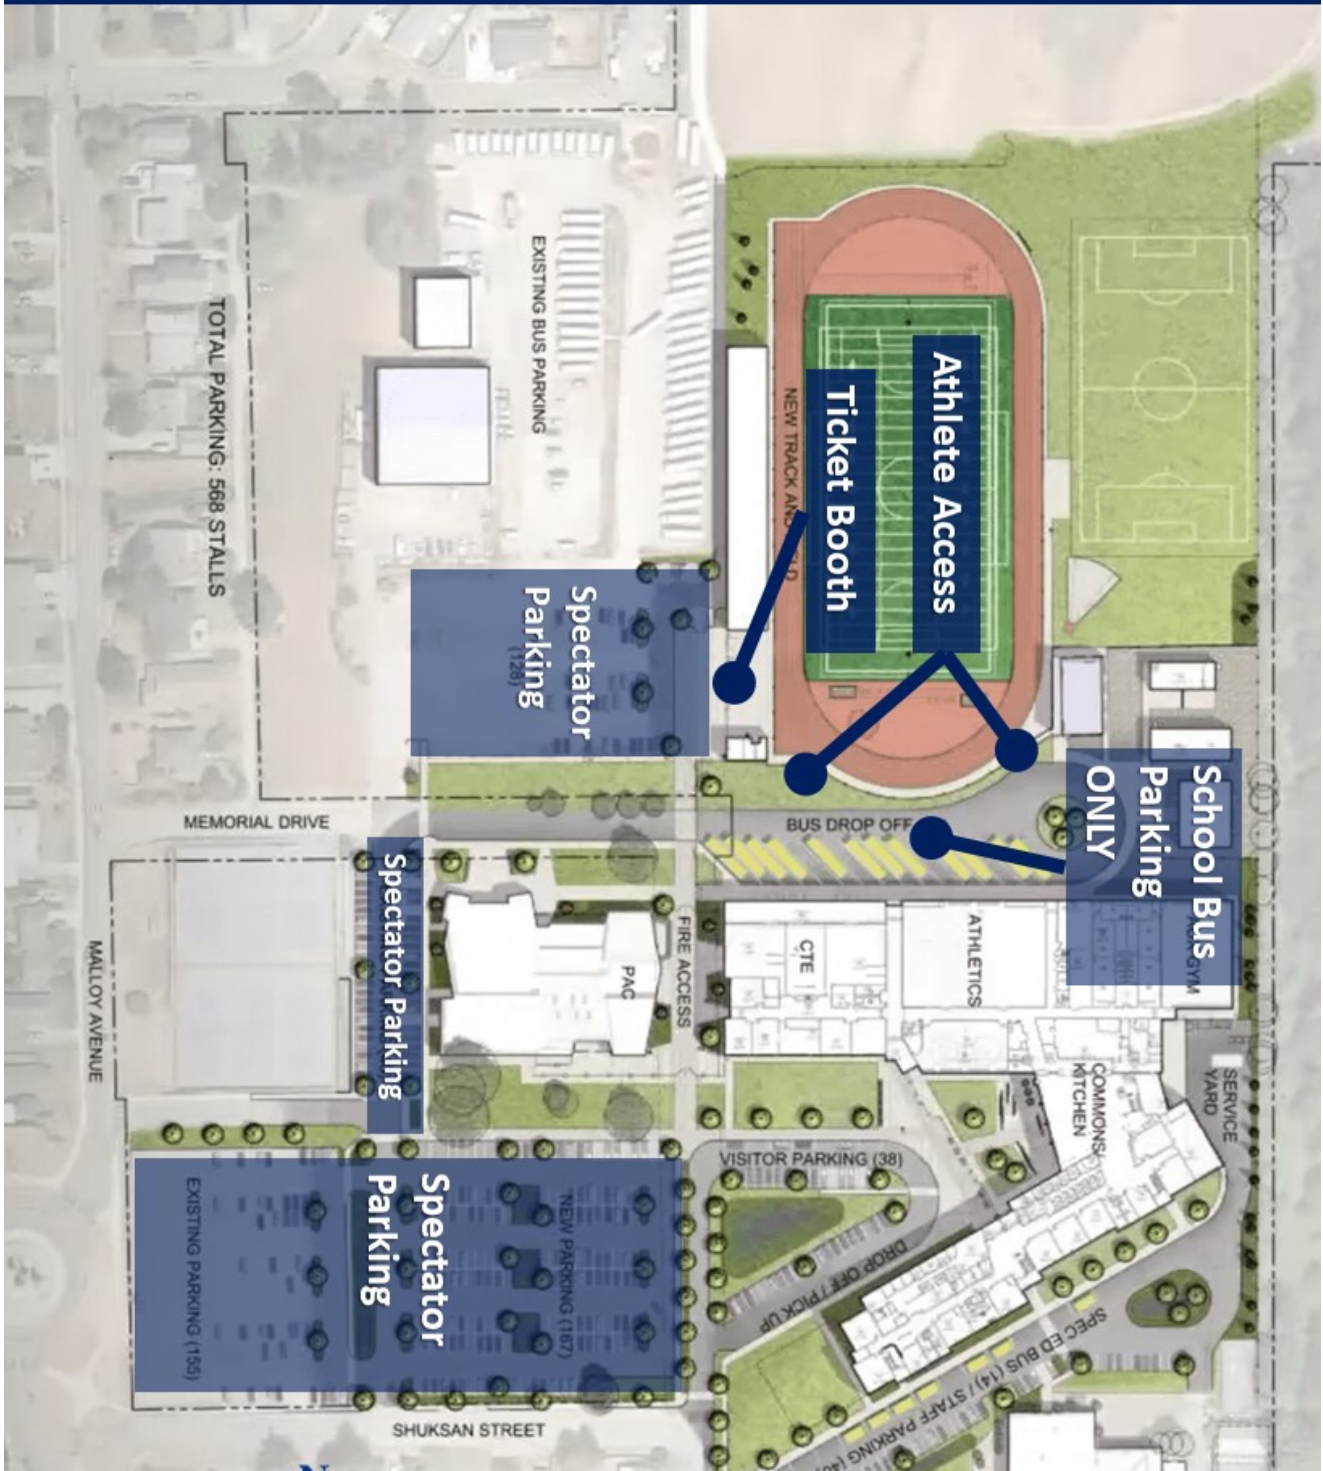 EXISTING BUS PARKING
TOTAL PARKING: 568 STALLS
Athlete Access
Ticket Booth
NEW TRACK AND FIELD
Spectator
Parking
(128)
School Bus
Parking
ONLY
MEMORIAL DRIVE
BUS DROP OFF
Spectator Parking
MALLOY AVENUE
PAC
FIRE ACCESS
CTE
ATHLETICS
GYM
COMMONS/
KITCHEN
SERVICE
YARD
VISITOR PARKING (38)
DROP OFF / PICK UP
Spectator
Parking
EXISTING PARKING (155)
NEW PARKING (167)
SPEC ED BUS (14) / STAFF PARKING
SHUKSAN STREET
N